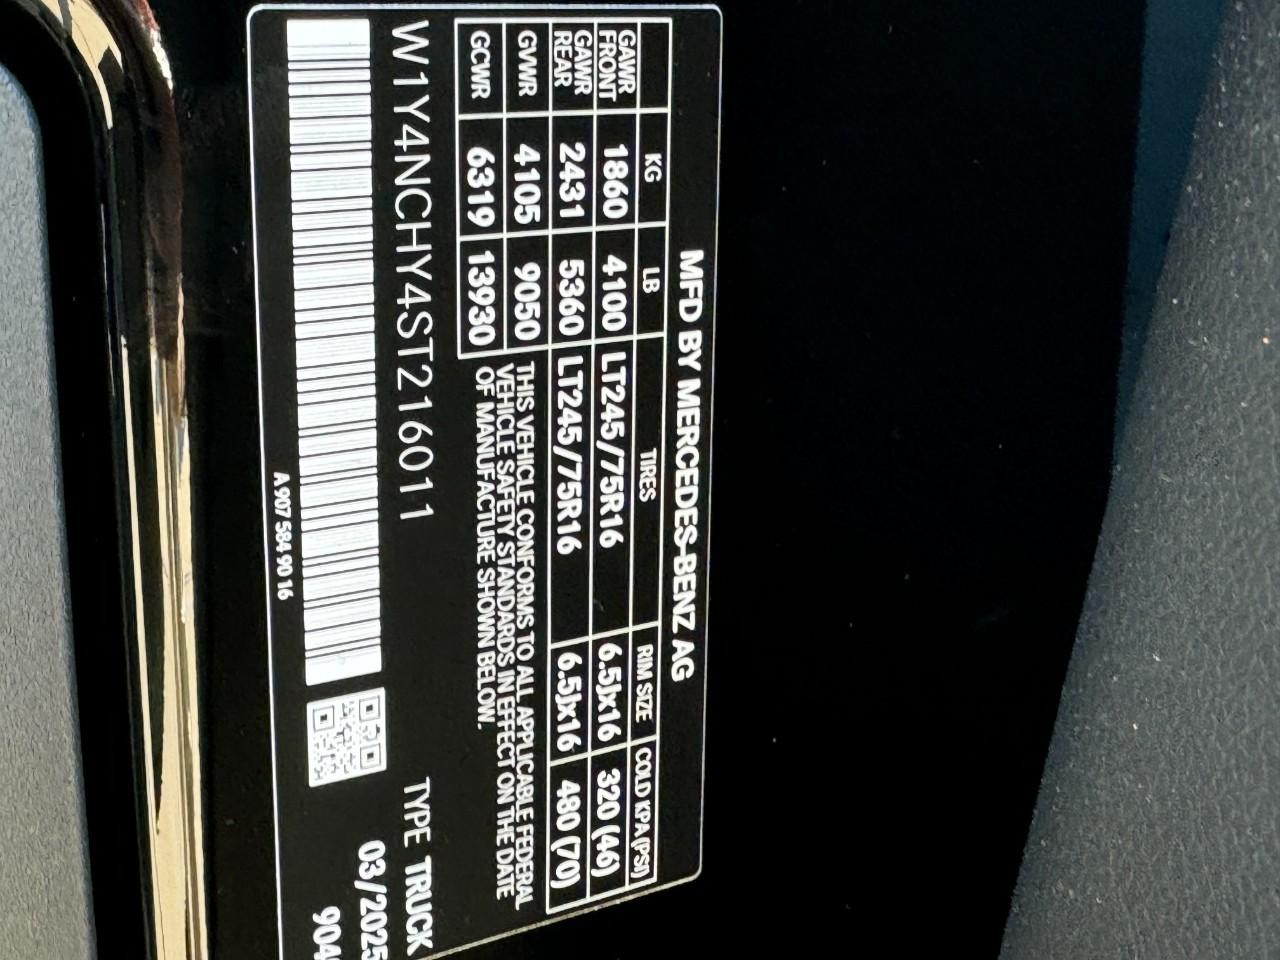 MFD BY MERCEDES-BENZ AG
KG LB TIRES RIM SIZE COLD KPA (PSI)
GAWR FRONT 1860 4100 LT245/75R16 6.5Jx16 320 (46)
GAWR REAR 2431 5360 LT245/75R16 6.5Jx16 480 (70)
GVWR 4105 9050
GCWR 6319 13930
THIS VEHICLE CONFORMS TO ALL APPLICABLE FEDERAL
VEHICLE SAFETY STANDARDS IN EFFECT ON THE DATE
OF MANUFACTURE SHOWN BELOW.
W1Y4NCHY4ST216011 TYPE TRUCK
03/2025
A 907 584 90 16